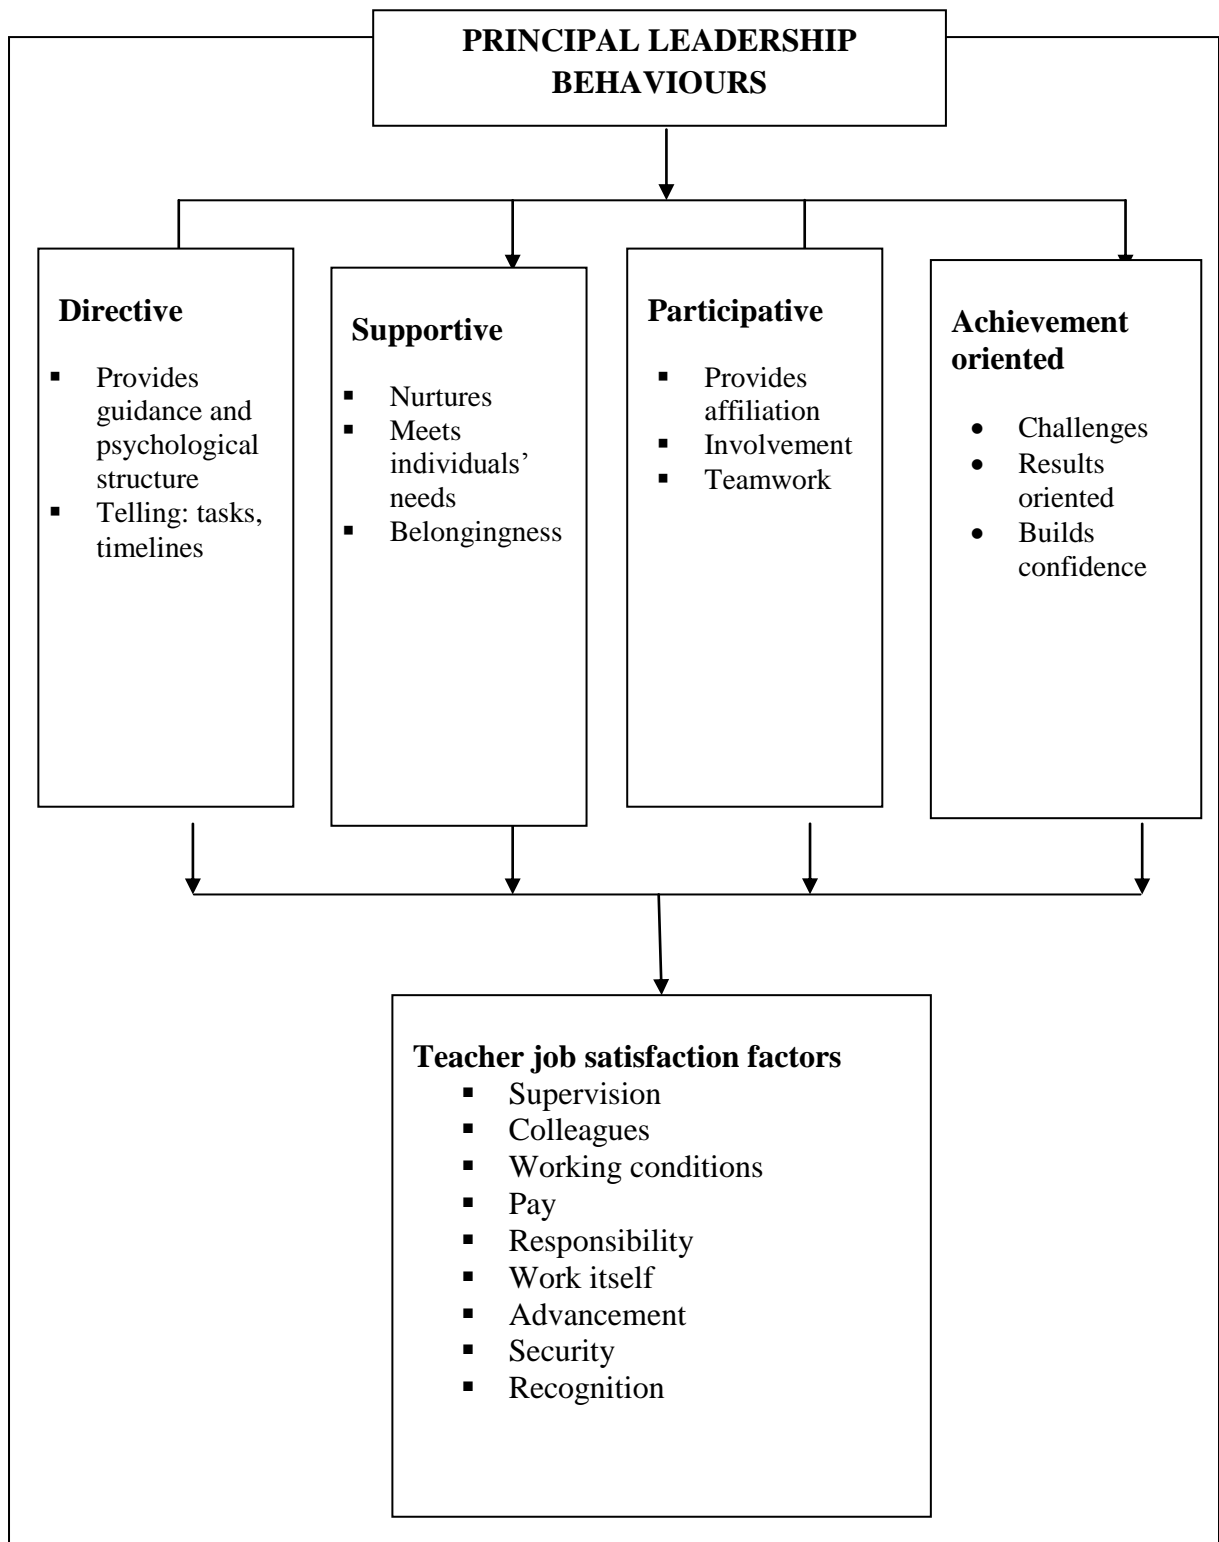 PRINCIPAL LEADERSHIP
BEHAVIOURS
Directive
▪ Provides
guidance and
psychological
structure
▪ Telling: tasks,
timelines
Supportive
▪ Nurtures
▪ Meets
individuals’
needs
▪ Belongingness
Participative
▪ Provides
affiliation
▪ Involvement
▪ Teamwork
Achievement
oriented
• Challenges
• Results
oriented
• Builds
confidence
Teacher job satisfaction factors
▪ Supervision
▪ Colleagues
▪ Working conditions
▪ Pay
▪ Responsibility
▪ Work itself
▪ Advancement
▪ Security
▪ Recognition